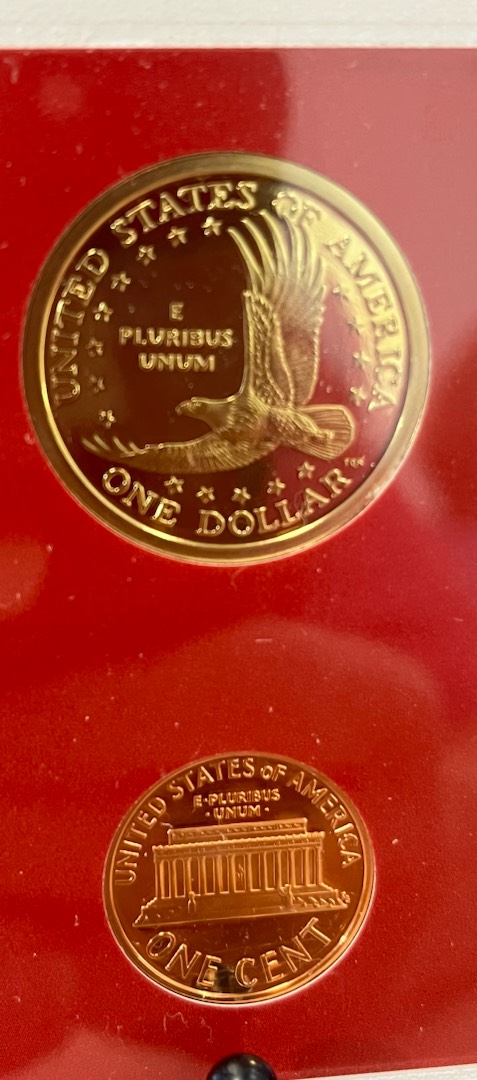 UNITED STATES OF AMERICA
E
PLURIBUS
UNUM
ONE DOLLAR
UNITED STATES OF AMERICA
E·PLURIBUS
·UNUM·
ONE CENT